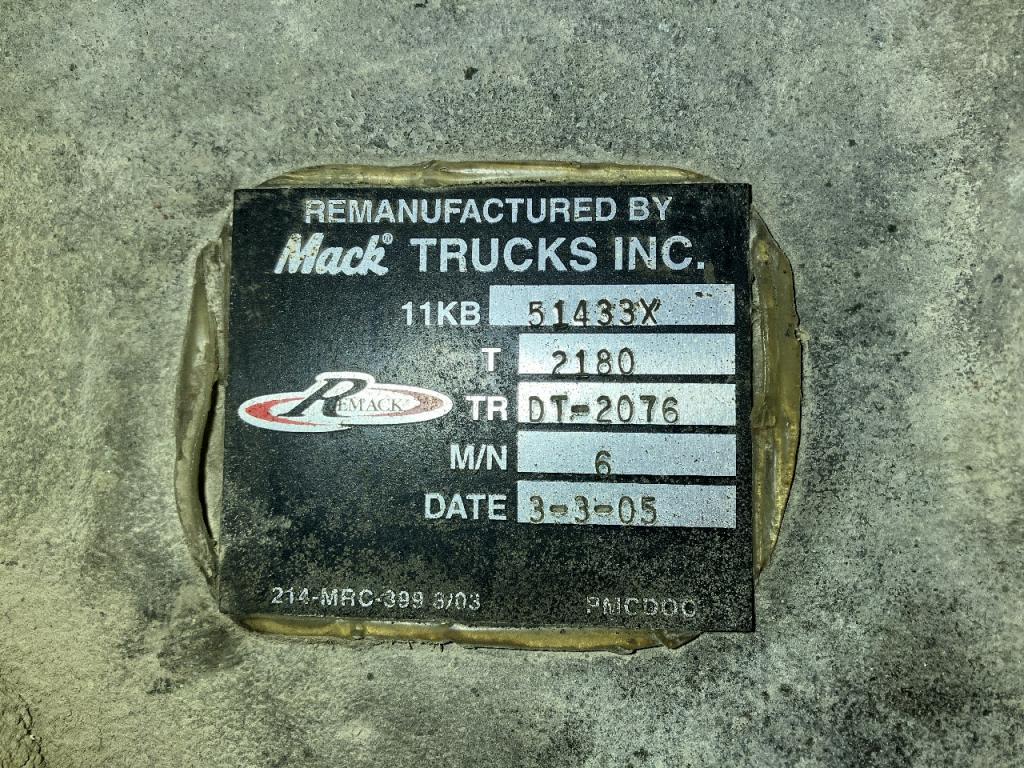 REMANUFACTURED BY
Mack® TRUCKS INC.
11KB 51433X
T 2180
REMACK TR DT-2076
M/N 6
DATE 3-3-05
214-MRC-399 3/03 PMCDOC